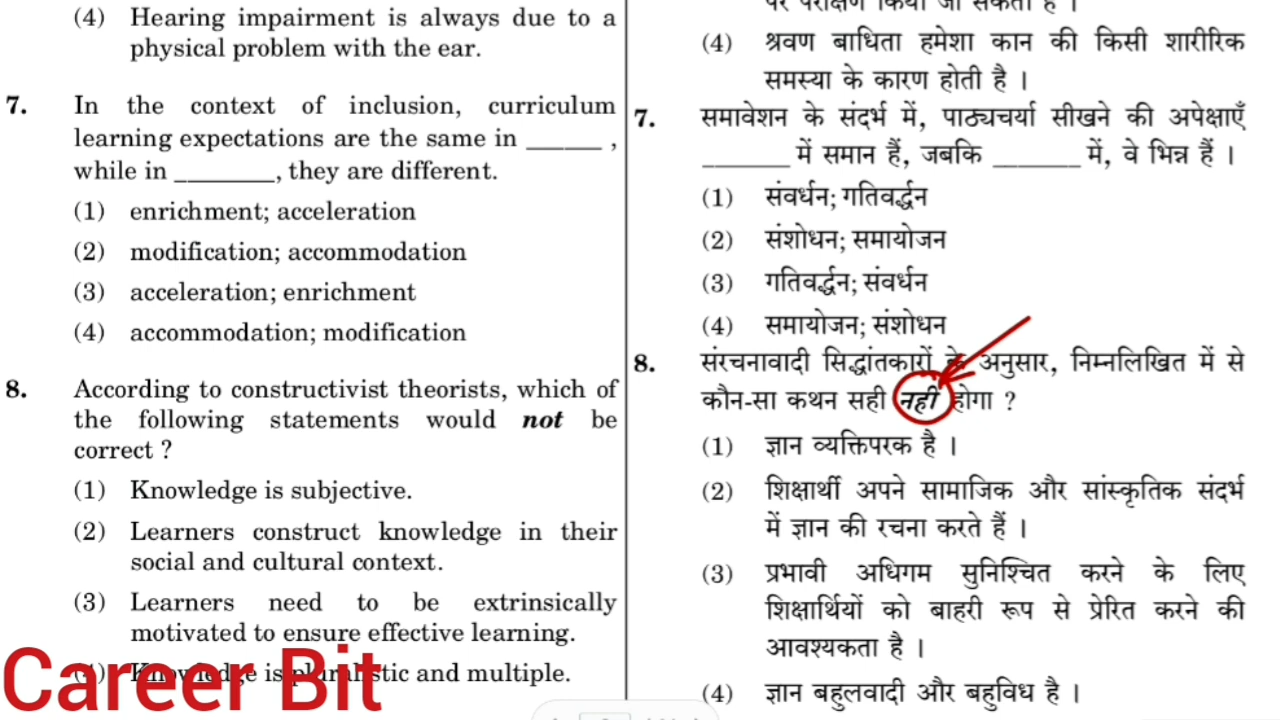 (4) Hearing impairment is always due to a
physical problem with the ear.
7. In the context of inclusion, curriculum
learning expectations are the same in ______ ,
while in ________, they are different.
(1) enrichment; acceleration
(2) modification; accommodation
(3) acceleration; enrichment
(4) accommodation; modification
8. According to constructivist theorists, which of
the following statements would not be
correct ?
(1) Knowledge is subjective.
(2) Learners construct knowledge in their
social and cultural context.
(3) Learners need to be extrinsically
motivated to ensure effective learning.
(4) Knowledge is pluralistic and multiple.
Career Bit
पर परीक्षण किया जा सकता है ।
(4) श्रवण बाधिता हमेशा कान की किसी शारीरिक
समस्या के कारण होती है ।
7. समावेशन के संदर्भ में, पाठ्यचर्या सीखने की अपेक्षाएँ
_______ में समान हैं, जबकि _______ में, वे भिन्न हैं ।
(1) संवर्धन; गतिवर्द्धन
(2) संशोधन; समायोजन
(3) गतिवर्द्धन; संवर्धन
(4) समायोजन; संशोधन
8. संरचनावादी सिद्धांतकारों के अनुसार, निम्नलिखित में से
कौन-सा कथन सही नहीं होगा ?
(1) ज्ञान व्यक्तिपरक है ।
(2) शिक्षार्थी अपने सामाजिक और सांस्कृतिक संदर्भ
में ज्ञान की रचना करते हैं ।
(3) प्रभावी अधिगम सुनिश्चित करने के लिए
शिक्षार्थियों को बाहरी रूप से प्रेरित करने की
आवश्यकता है ।
(4) ज्ञान बहुलवादी और बहुविध है ।